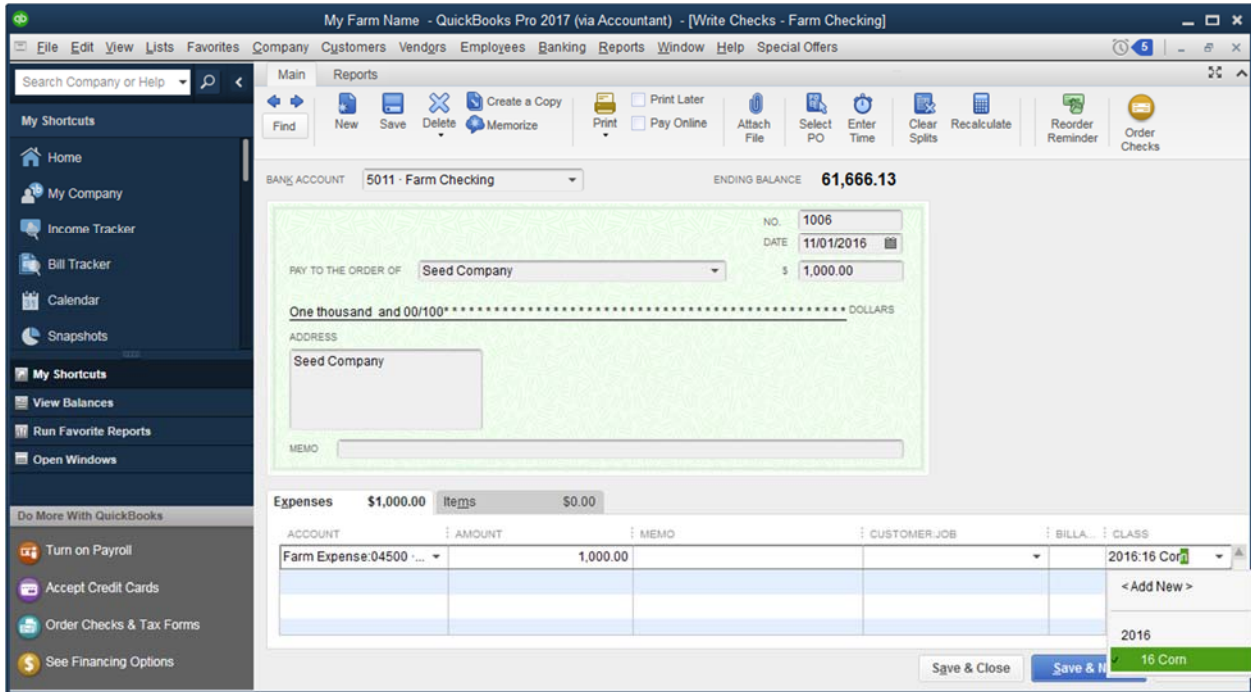 qb
My Farm Name - QuickBooks Pro 2017 (via Accountant) - [Write Checks - Farm Checking]
File Edit View Lists Favorites Company Customers Vendors Employees Banking Reports Window Help Special Offers 5
Search Company or Help
Main Reports
My Shortcuts
Home
My Company
Income Tracker
Bill Tracker
Calendar
Snapshots
My Shortcuts
View Balances
Run Favorite Reports
Open Windows
Do More With QuickBooks
Turn on Payroll
Accept Credit Cards
Order Checks & Tax Forms
See Financing Options
Find
New
Save
Delete
Create a Copy
Memorize
Print
Print Later
Pay Online
Attach File
Select PO
Enter Time
Clear Splits
Recalculate
Reorder Reminder
Order Checks
BANK ACCOUNT 5011 · Farm Checking ENDING BALANCE 61,666.13
NO. 1006
DATE 11/01/2016
PAY TO THE ORDER OF Seed Company $ 1,000.00
One thousand and 00/100* * * * * * * * * * * * * * * * * * * * * * * * * * * * * * * * * * * * * * * * * * * * * * * * * * * * * * DOLLARS
ADDRESS
Seed Company
MEMO
Expenses $1,000.00 Items $0.00
ACCOUNT AMOUNT MEMO CUSTOMER:JOB BILLA... CLASS
Farm Expense:04500 ·... 1,000.00 2016:16 Corn
< Add New >
2016
16 Corn
Save & Close Save & N